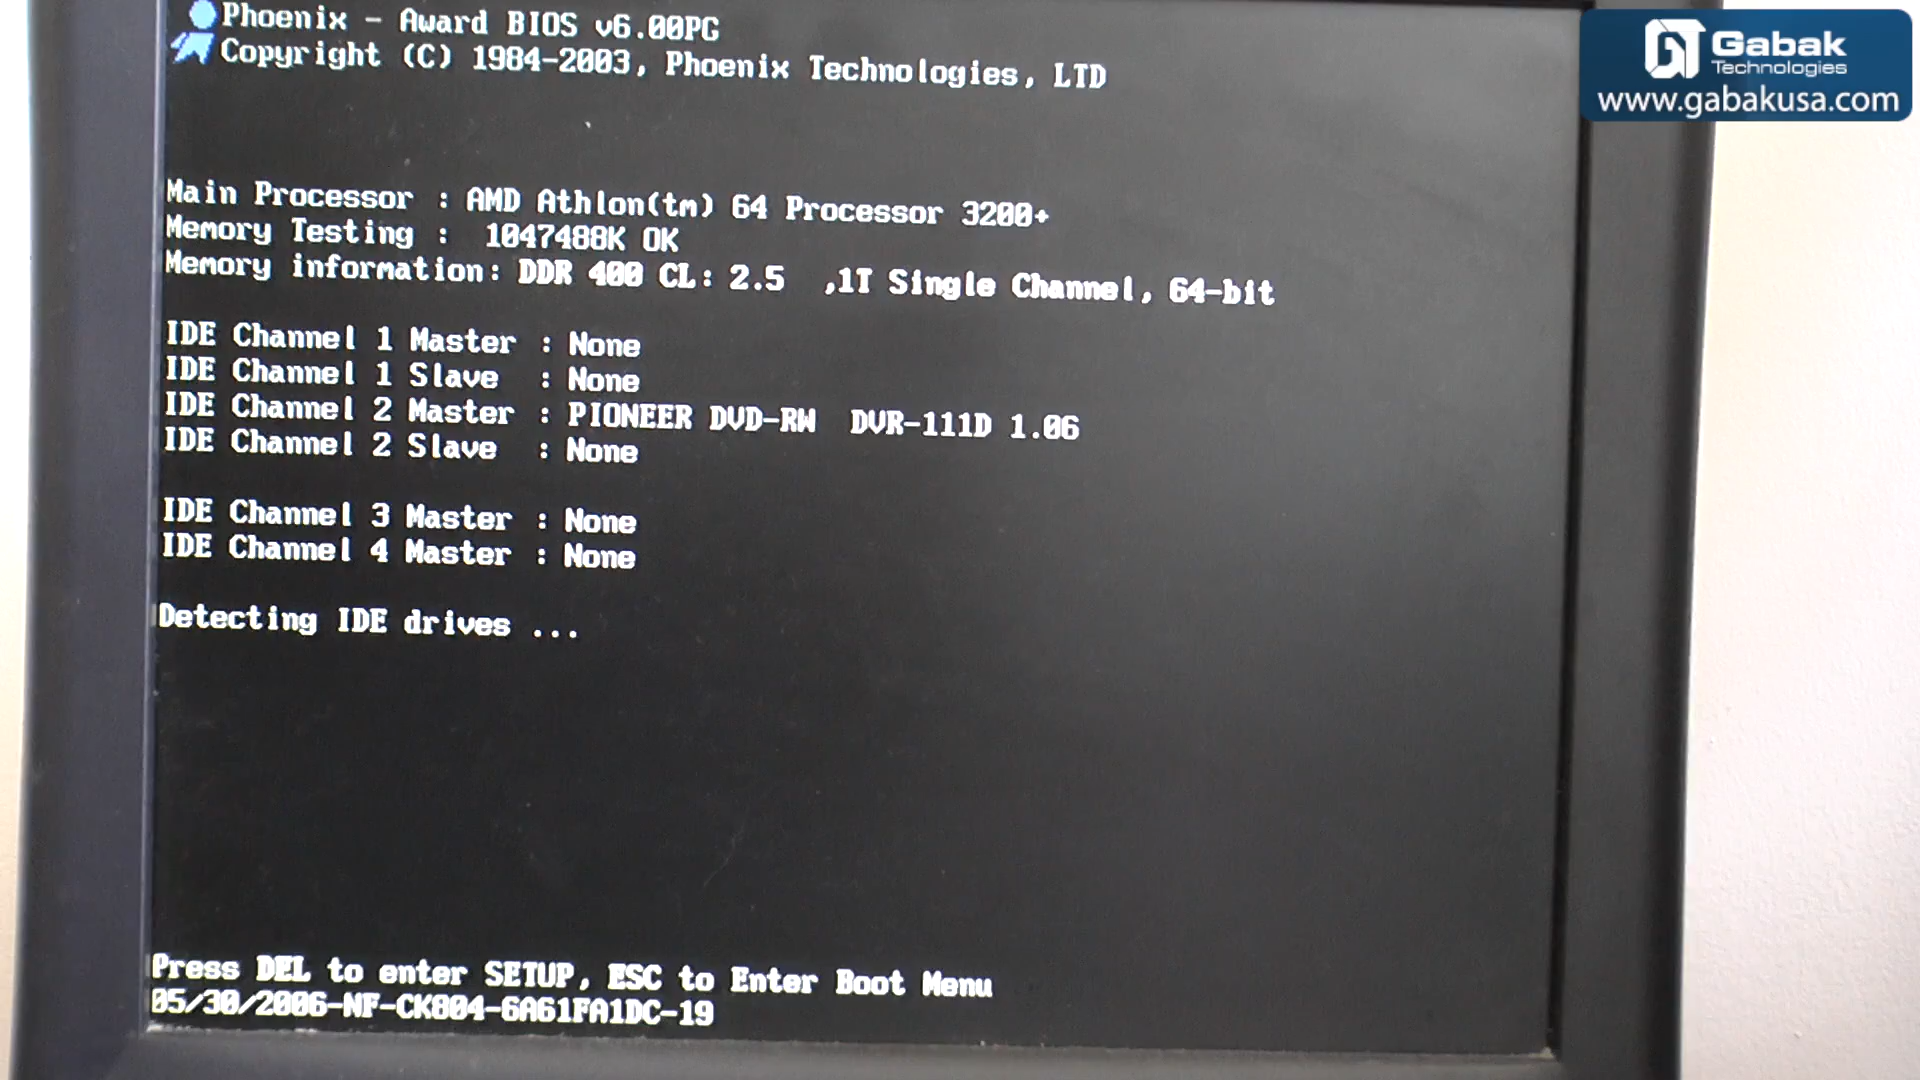 Phoenix - Award BIOS v6.00PG
Copyright (C) 1984-2003, Phoenix Technologies, LTD
Gabak
Technologies
www.gabakusa.com
Main Processor : AMD Athlon(tm) 64 Processor 3200+
Memory Testing : 1047488K OK
Memory information: DDR 400 CL: 2.5 ,1T Single Channel, 64-bit
IDE Channel 1 Master : None
IDE Channel 1 Slave : None
IDE Channel 2 Master : PIONEER DVD-RW DVR-111D 1.06
IDE Channel 2 Slave : None
IDE Channel 3 Master : None
IDE Channel 4 Master : None
Detecting IDE drives ...
Press DEL to enter SETUP, ESC to Enter Boot Menu
05/30/2006-NF-CK804-6A61FA1DC-19